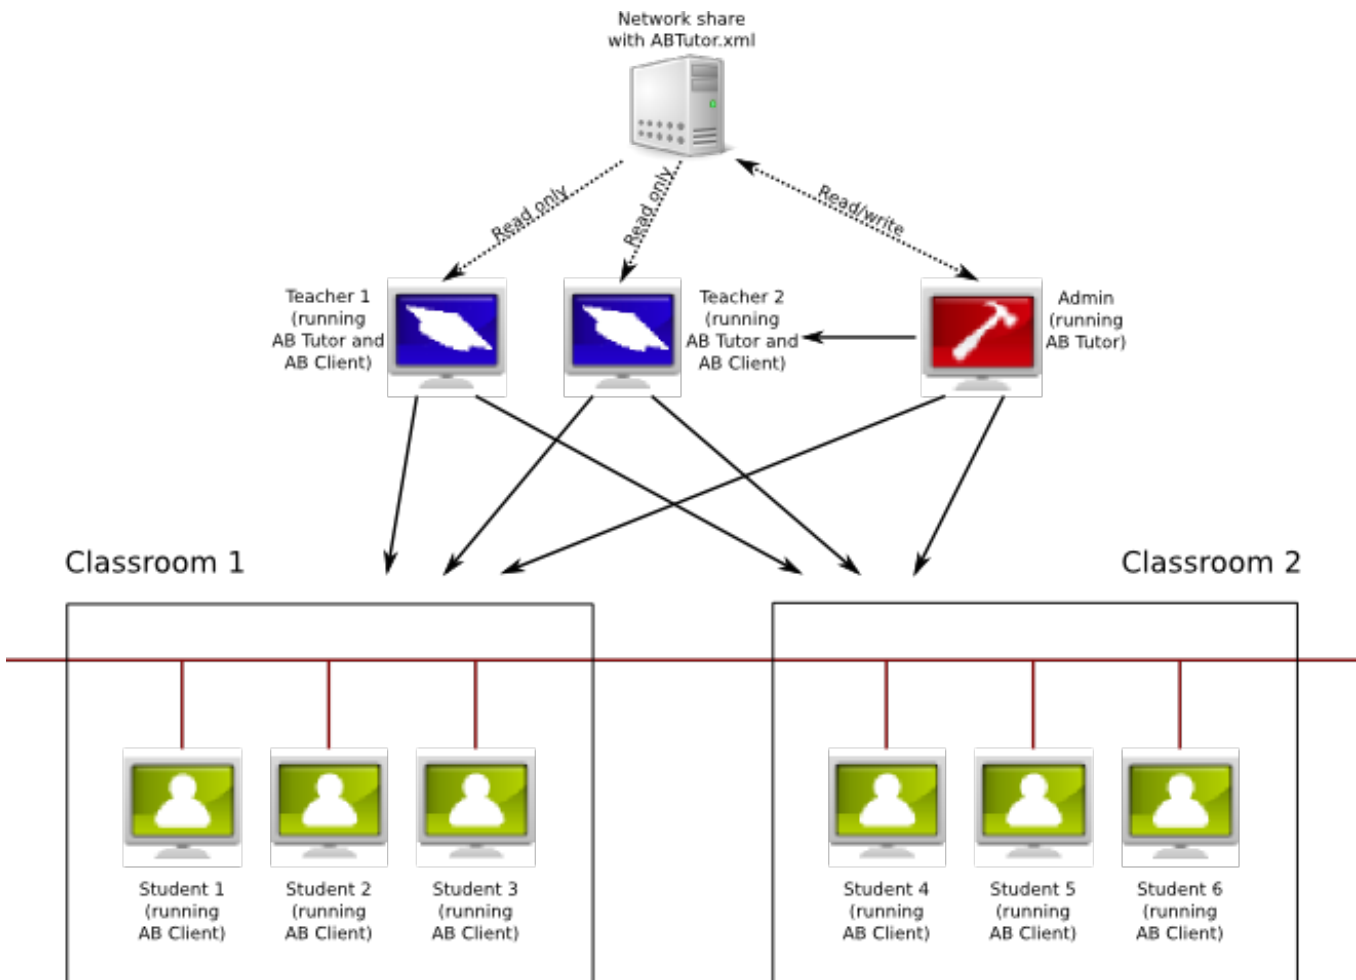 Network share
with ABTutor.xml
Read only
Read only
Read/write
Teacher 1
(running
AB Tutor and
AB Client)
Teacher 2
(running
AB Tutor and
AB Client)
Admin
(running
AB Tutor)
Classroom 1
Classroom 2
Student 1
(running
AB Client)
Student 2
(running
AB Client)
Student 3
(running
AB Client)
Student 4
(running
AB Client)
Student 5
(running
AB Client)
Student 6
(running
AB Client)